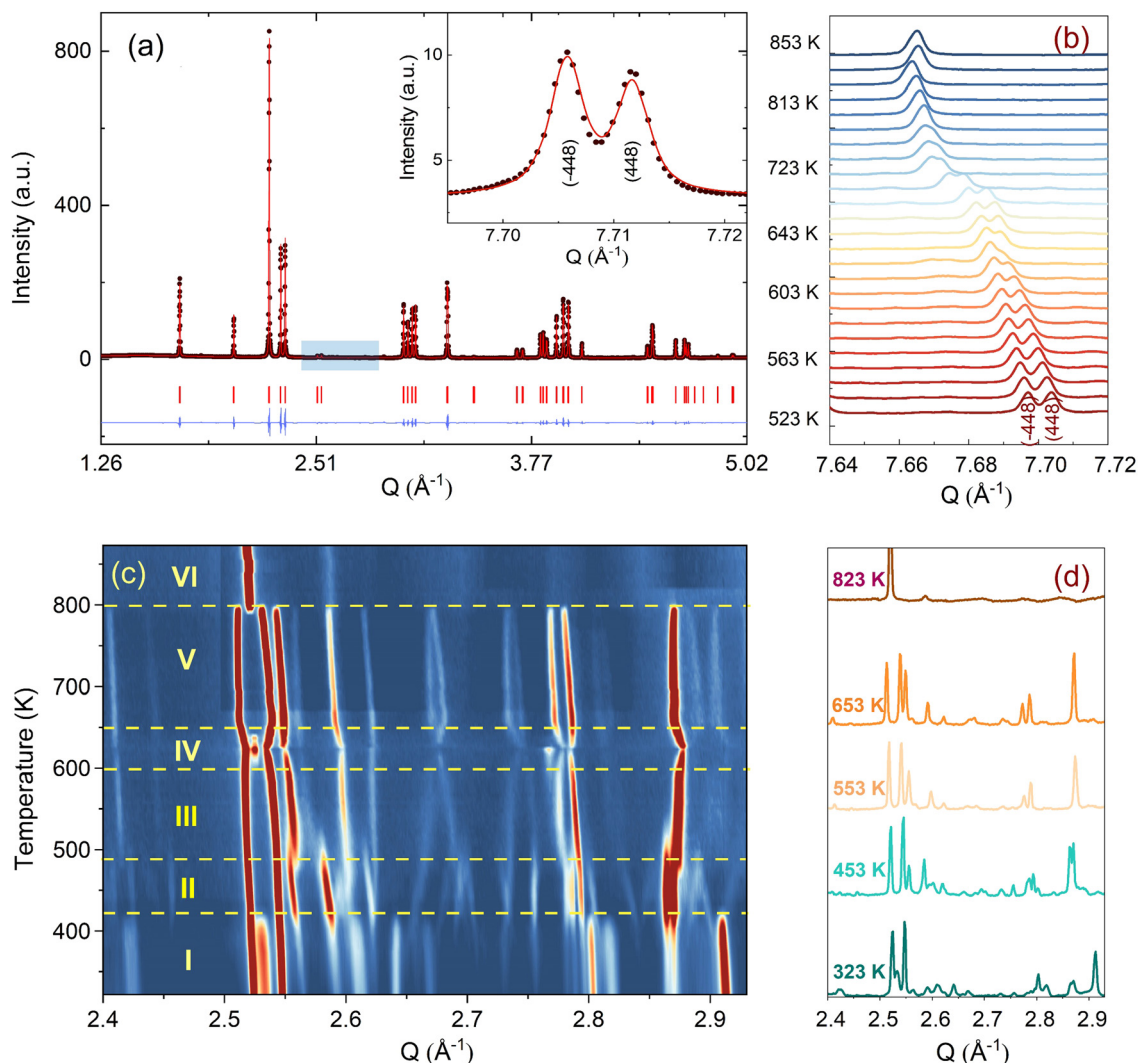 (a)
800
400
0
Intensity (a.u.)
1.26
2.51
3.77
5.02
Q (Å⁻¹)
10
5
Intensity (a.u.)
(-448)
(448)
7.70
7.71
7.72
Q (Å⁻¹)
(b)
853 K
813 K
723 K
643 K
603 K
563 K
523 K
(-448)
(448)
7.64
7.66
7.68
7.70
7.72
Q (Å⁻¹)
(c)
VI
V
IV
III
II
I
800
700
600
500
400
Temperature (K)
2.4
2.5
2.6
2.7
2.8
2.9
Q (Å⁻¹)
(d)
823 K
653 K
553 K
453 K
323 K
2.4
2.5
2.6
2.7
2.8
2.9
Q (Å⁻¹)